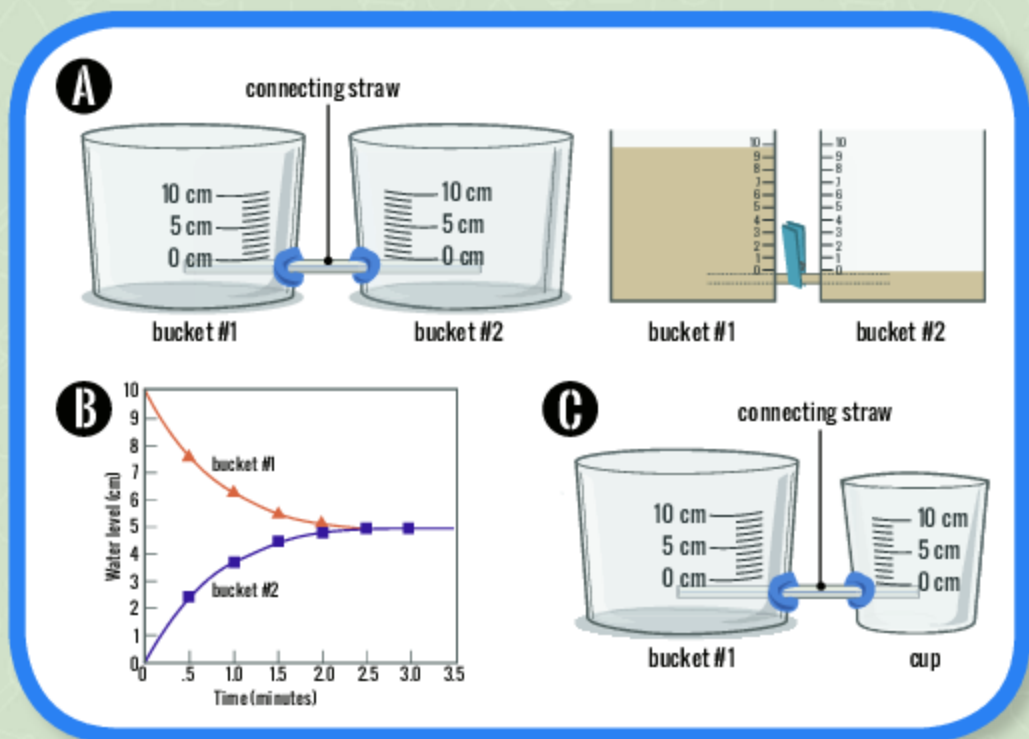 A
connecting straw
10 cm
5 cm
0 cm
10 cm
5 cm
0 cm
bucket #1
bucket #2
10
9
8
7
6
5
4
3
2
1
0
10
9
8
7
6
5
4
3
2
1
0
bucket #1
bucket #2
B
Water level (cm)
10
9
8
7
6
5
4
3
2
1
0
bucket #1
bucket #2
0 .5 1.0 1.5 2.0 2.5 3.0 3.5
Time (minutes)
C
connecting straw
10 cm
5 cm
0 cm
10 cm
5 cm
0 cm
bucket #1
cup